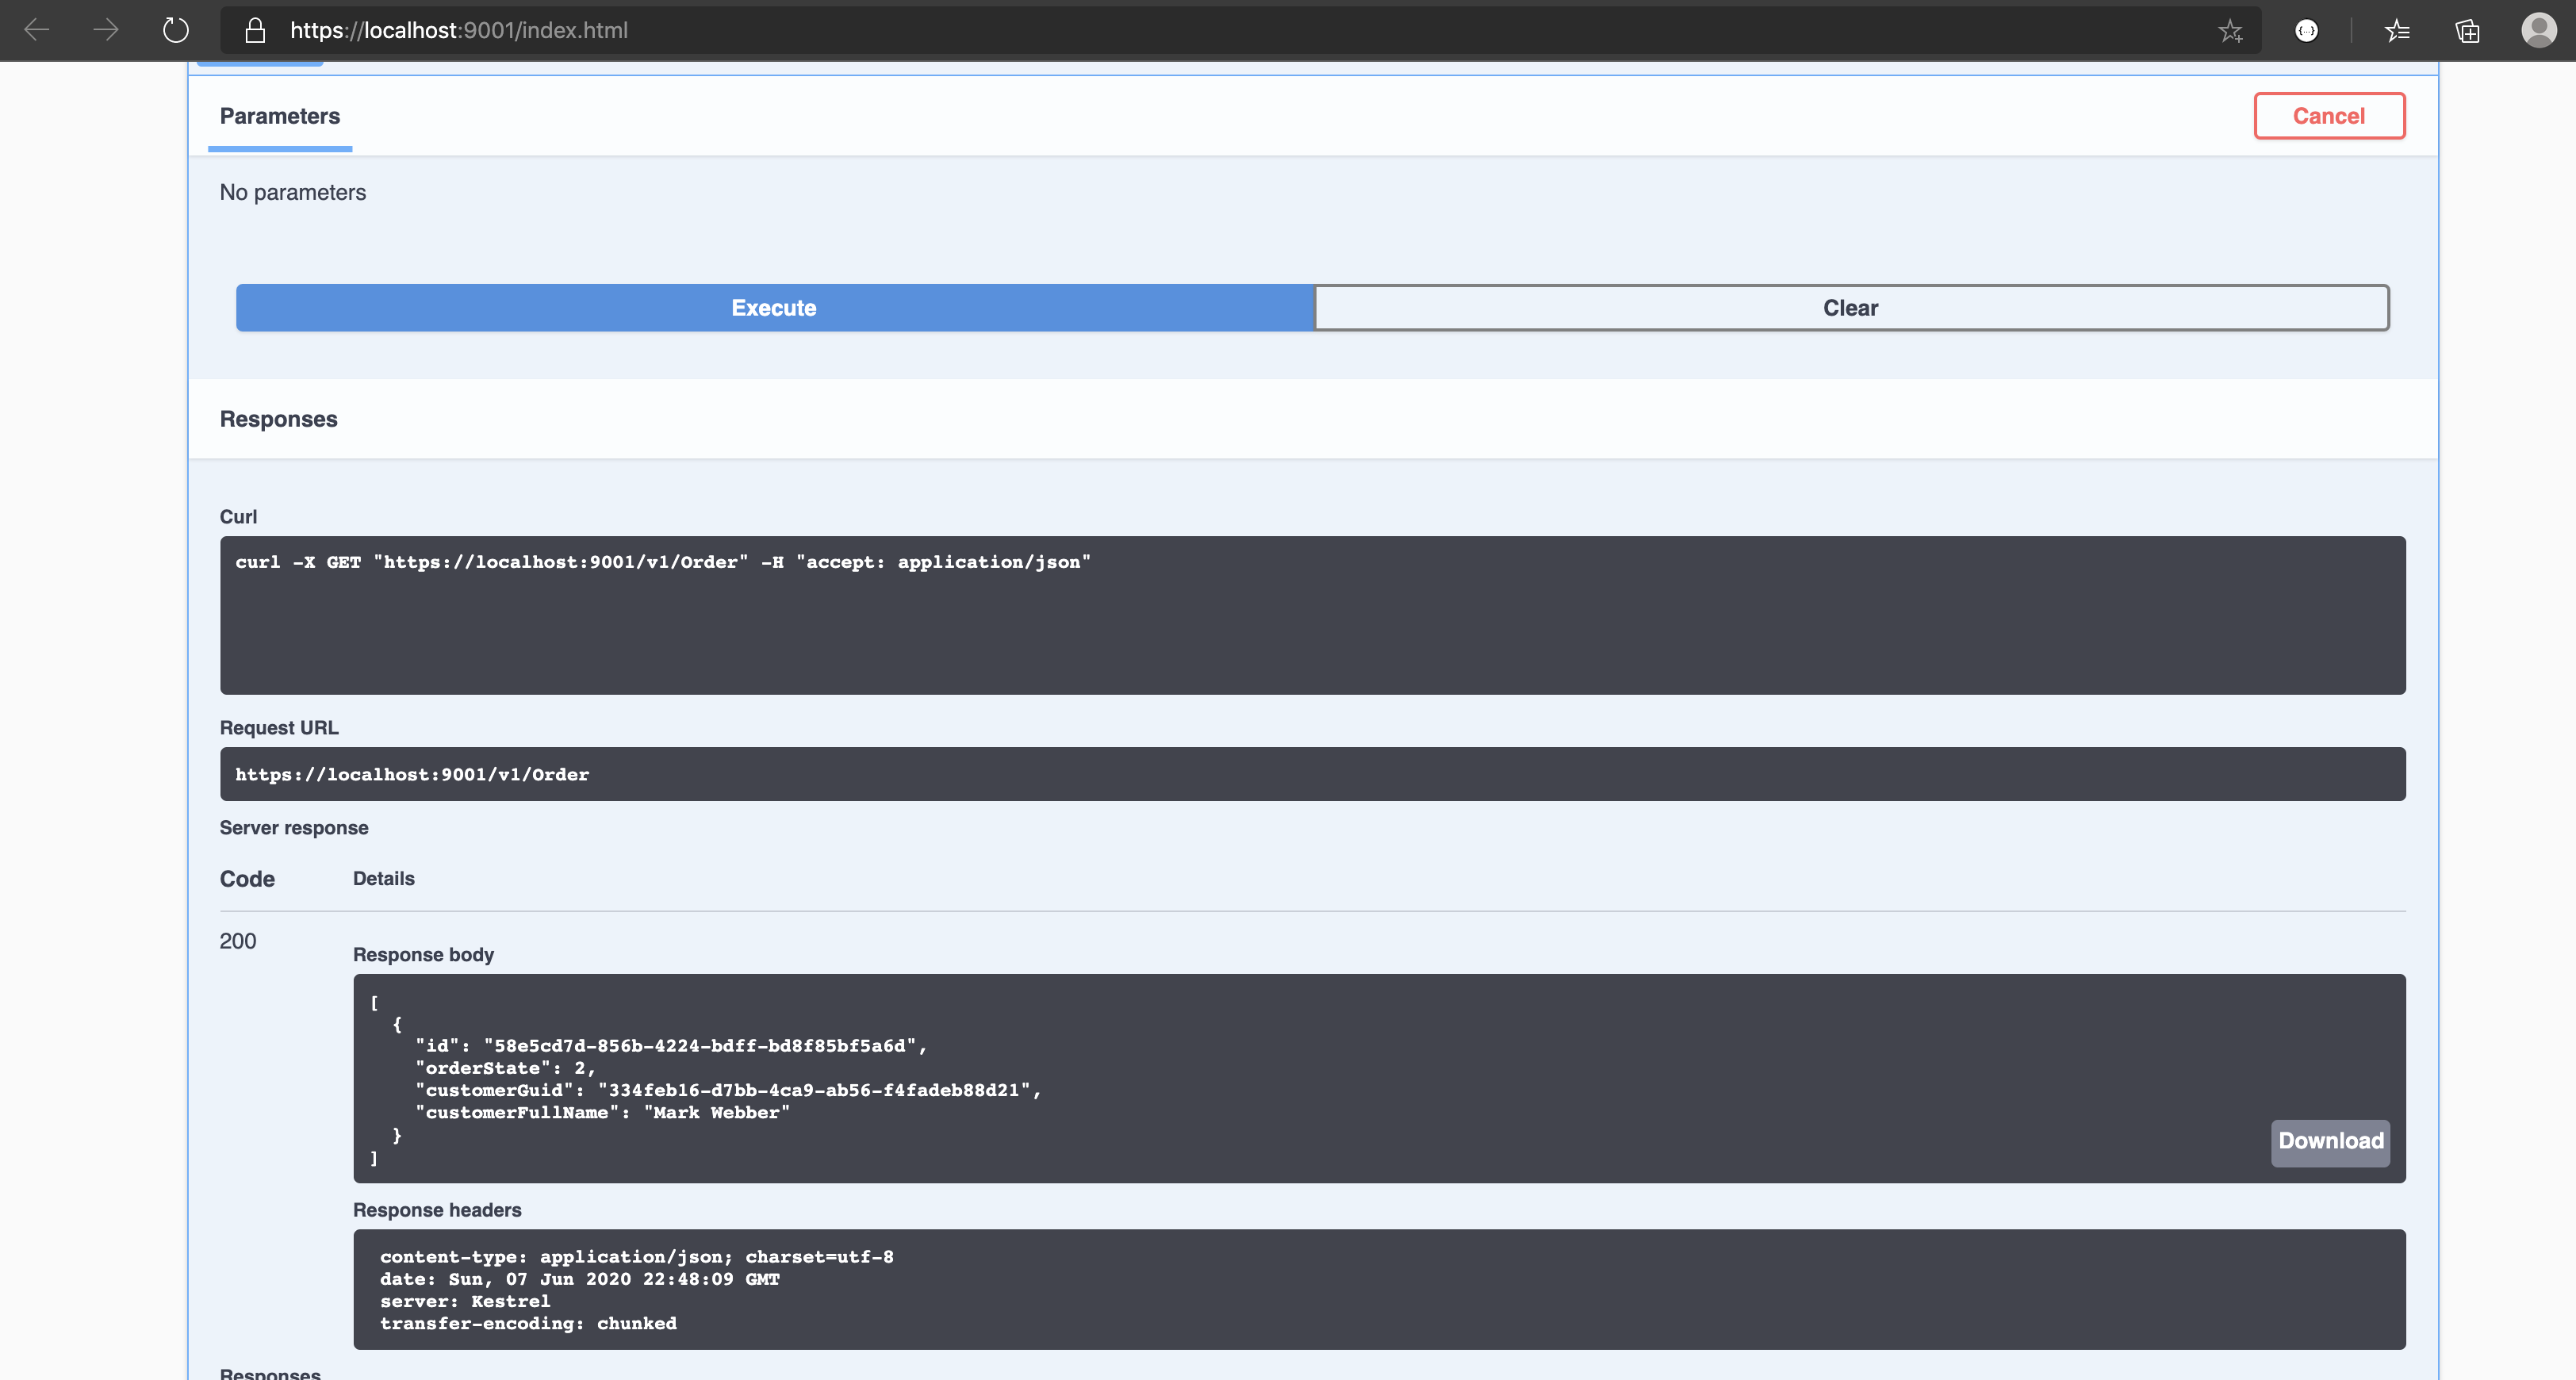 https://localhost:9001/index.html
Parameters
Cancel
No parameters
Execute
Clear
Responses
Curl
curl -X GET "https://localhost:9001/v1/Order" -H "accept: application/json"
Request URL
https://localhost:9001/v1/Order
Server response
Code
Details
200
Response body
[
{
"id": "58e5cd7d-856b-4224-bdff-bd8f85bf5a6d",
"orderState": 2,
"customerGuid": "334feb16-d7bb-4ca9-ab56-f4fadeb88d21",
"customerFullName": "Mark Webber"
}
]
Download
Response headers
content-type: application/json; charset=utf-8
date: Sun, 07 Jun 2020 22:48:09 GMT
server: Kestrel
transfer-encoding: chunked
Responses